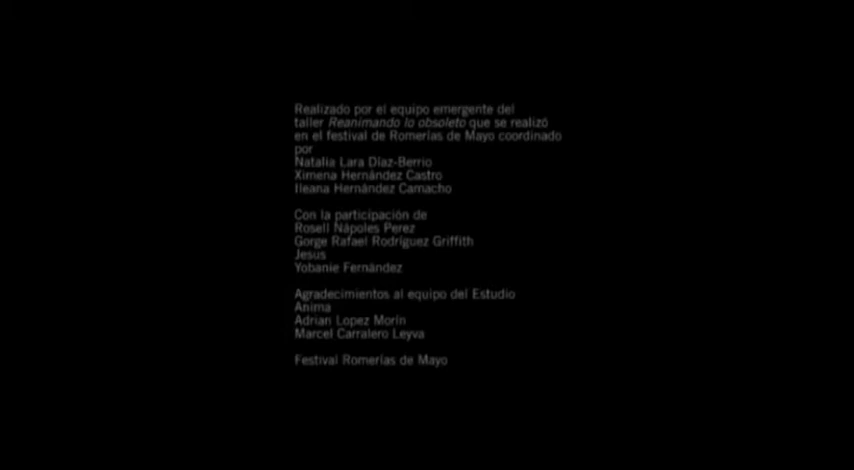 Realizado por el equipo emergente del
taller Reanimando lo obsoleto que se realizó
en el festival de Romerías de Mayo coordinado
por
Natalia Lara Díaz-Berrio
Ximena Hernández Castro
Ileana Hernández Camacho
Con la participación de
Rosell Nápoles Perez
Gorge Rafael Rodríguez Griffith
Jesus
Yobanie Fernández
Agradecimientos al equipo del Estudio
Anima
Adrian Lopez Morín
Marcel Carralero Leyva
Festival Romerías de Mayo